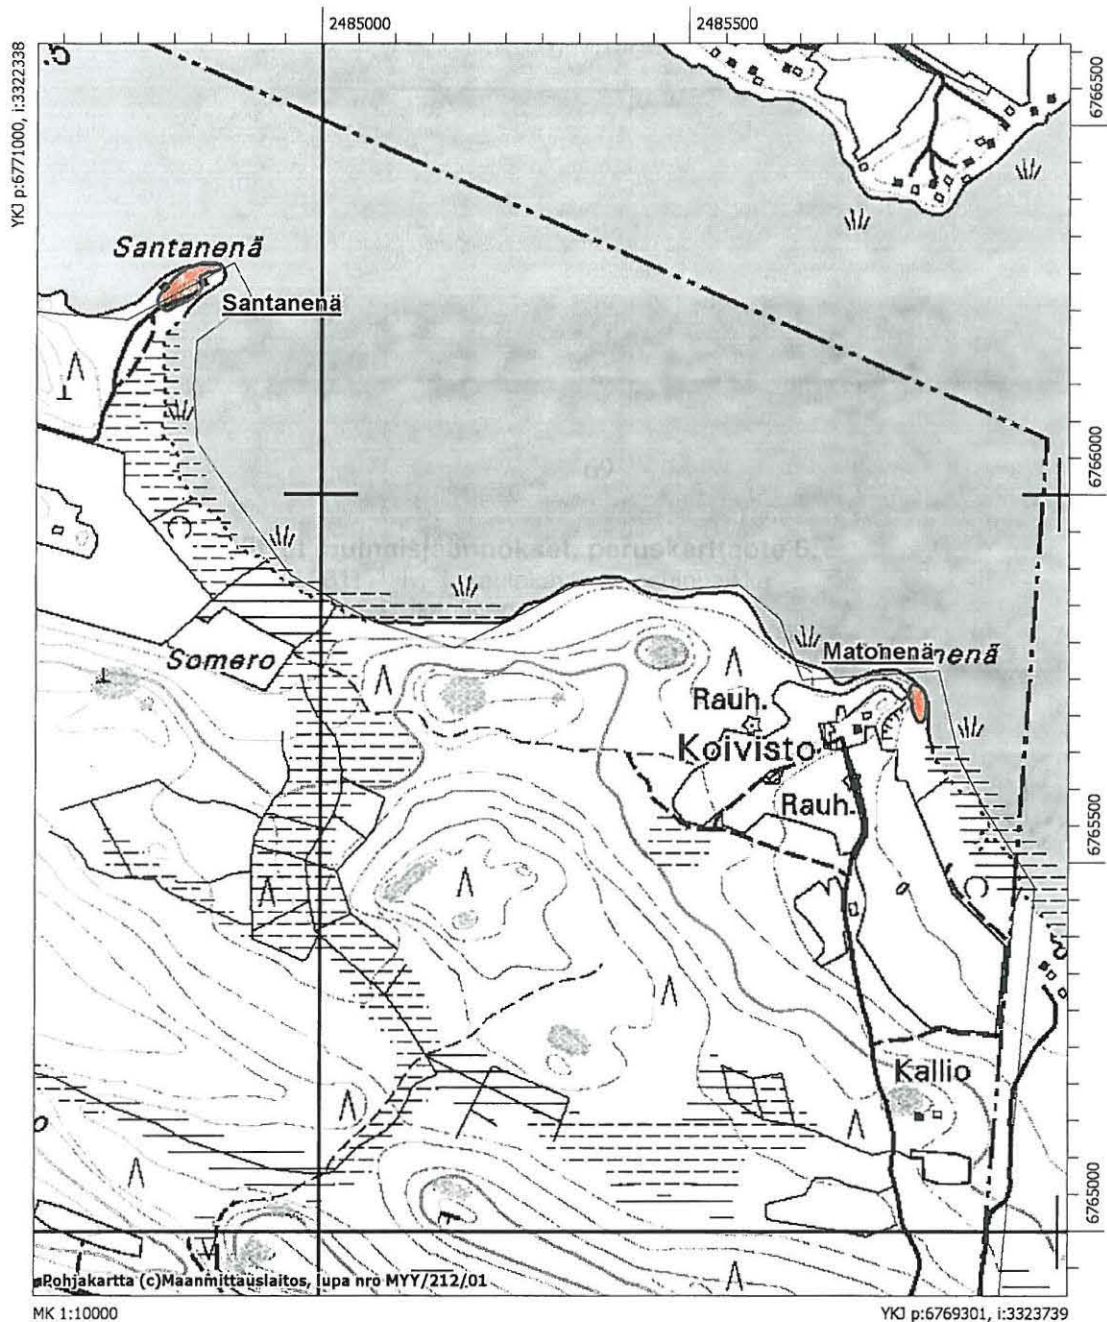 2485000
2485500
YKJ p:6771000, i:3322338
6766500
Santanenä
Santanenä
6766000
Somero
Matonenä
nenä
Rauh.
Koivisto
Rauh.
6765500
Kallio
6765000
Pohjakartta (c)Maanmittauslaitos, lupa nro MYY/212/01
MK 1:10000
YKJ p:6769301, i:3323739